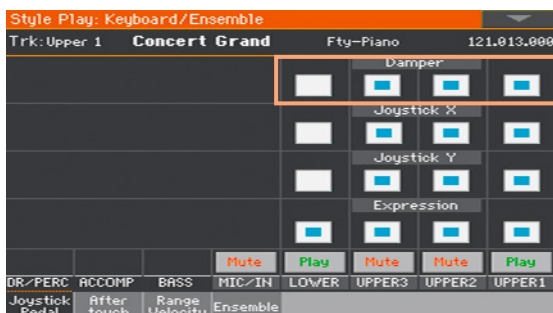 Style Play: Keyboard/Ensemble
Trk: Upper 1 Concert Grand Fty-Piano 121.013.000
Damper
Joystick X
Joystick Y
Expression
Mute Play Mute Mute Play
DR/PERC ACCOMP BASS MIC/IN LOWER UPPER3 UPPER2 UPPER1
Joystick After Range Ensemble
Pedal touch Velocity